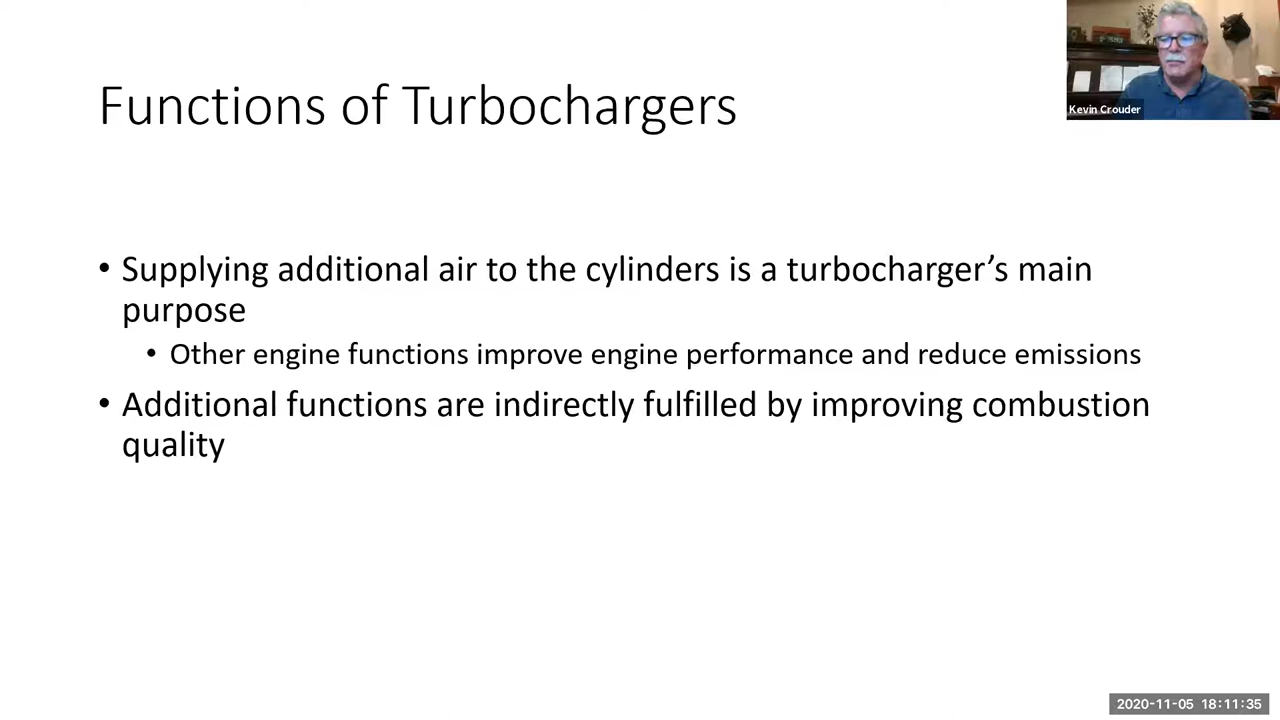 Functions of Turbochargers
Kevin Crouder
• Supplying additional air to the cylinders is a turbocharger’s main
purpose
• Other engine functions improve engine performance and reduce emissions
• Additional functions are indirectly fulfilled by improving combustion
quality
2020-11-05 18:11:35